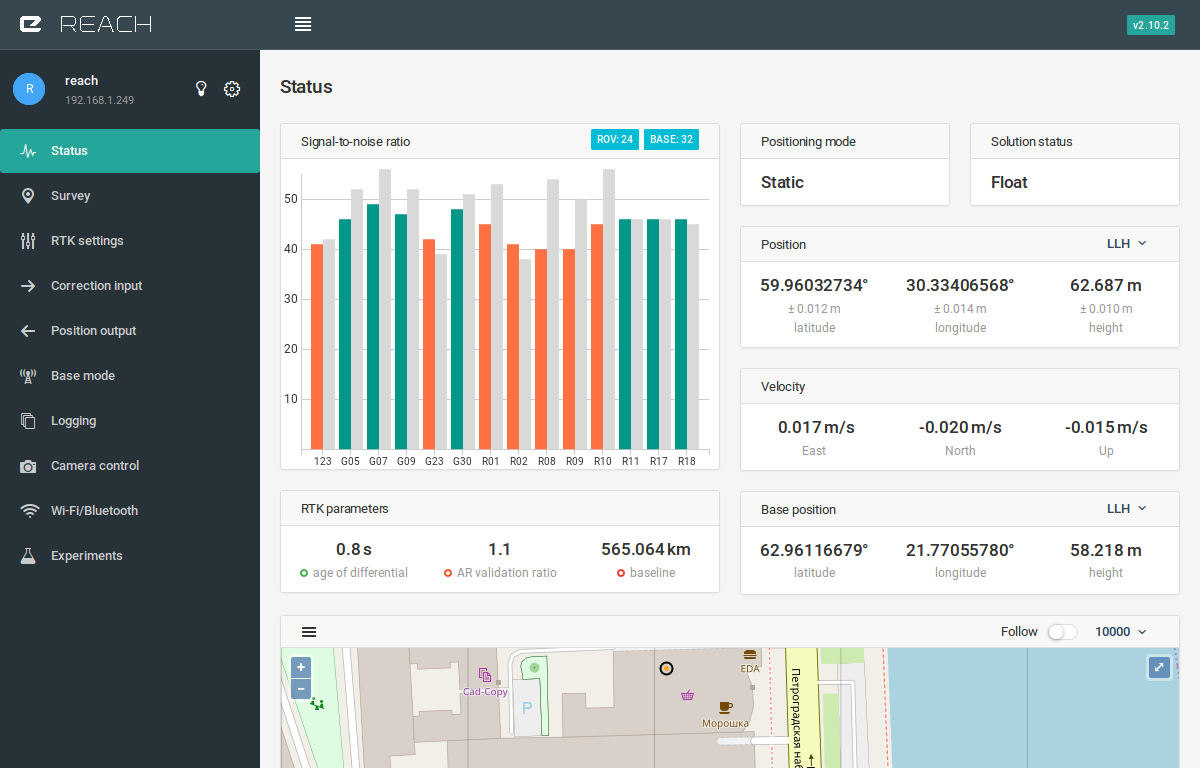 REACH
v2.10.2
R
reach
192.168.1.249
Status
Survey
RTK settings
Correction input
Position output
Base mode
Logging
Camera control
Wi-Fi/Bluetooth
Experiments
Status
Signal-to-noise ratio
ROV: 24
BASE: 32
50
40
30
20
10
123 G05 G07 G09 G23 G30 R01 R02 R08 R09 R10 R11 R17 R18
Positioning mode
Static
Solution status
Float
Position
LLH
59.96032734° 30.33406568° 62.687 m
± 0.012 m ± 0.014 m ± 0.010 m
latitude longitude height
Velocity
0.017 m/s -0.020 m/s -0.015 m/s
East North Up
RTK parameters
0.8 s 1.1 565.064 km
age of differential AR validation ratio baseline
Base position
LLH
62.96116679° 21.77055780° 58.218 m
latitude longitude height
Follow
10000
+
−
Cad-Copy
P
EDA
Морошка
Петроградская наб